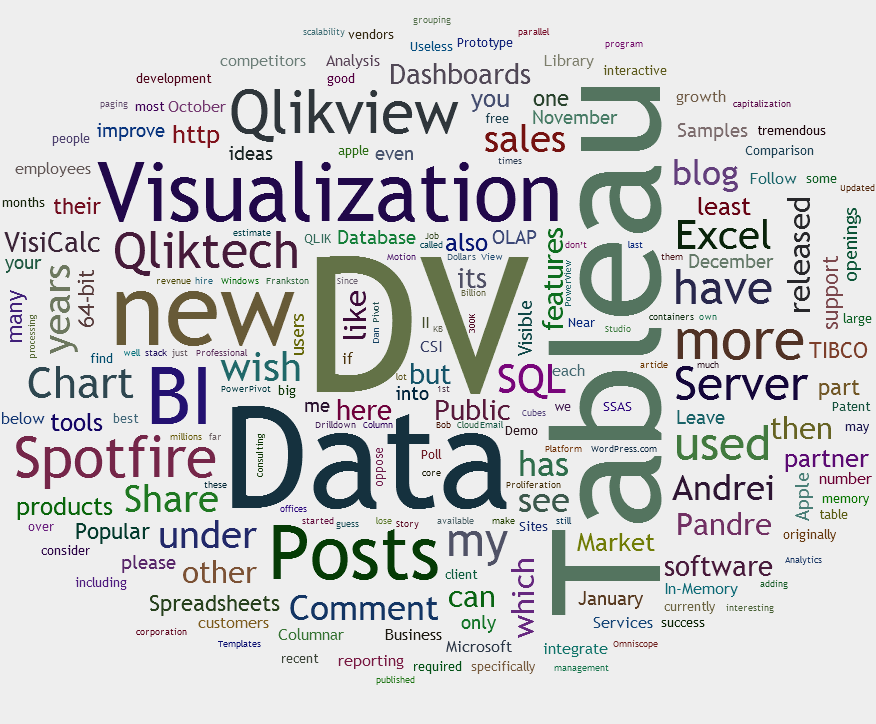 grouping
scalability vendors parallel
Useless Prototype program
competitors Analysis Library
development good Dashboards interactive
paging most October Qlikview you one growth capitalization
free November
people improve http sales Samples tremendous
ideas apple even times Comparison
employees Visualization blog Follow some Updated
months their least
estimate
VisiCalc Qliktech QLIK Database Job called also OLAP features don't last Excel released openings
your Motion Dollars View them December
years 64-bit revenue hire Windows Frankston Since its Billion PowerView have support
many new DV Tableau
processing users like Dan Pivot II KB 300K Visible Near containers own large
Studio
find well stack just Professional if CSI more TIBCO
article much
Chart BI wish lot but 1st SQL each Server part
PowerPivot big into
below tools best me here Public Cubes we SSAS Leave Patent
Drilldown Column Bob Cloud Email Demo may
millions far Data used then
Spotfire Consulting oppose Poll Platform WordPress.com partner
these core has Proliferation Andrei Apple number
products Share offices see memory
table
over Popular under started guess lose Story available make Sites still Pandre originally
consider Posts my Market
please Analytics
including other client which software adding
In-Memory
Spreadsheets Comment can January currently interesting
customers only Services success
corporation Columnar Business
Templates Microsoft integrate Omniscope
recent reporting required specifically management
published